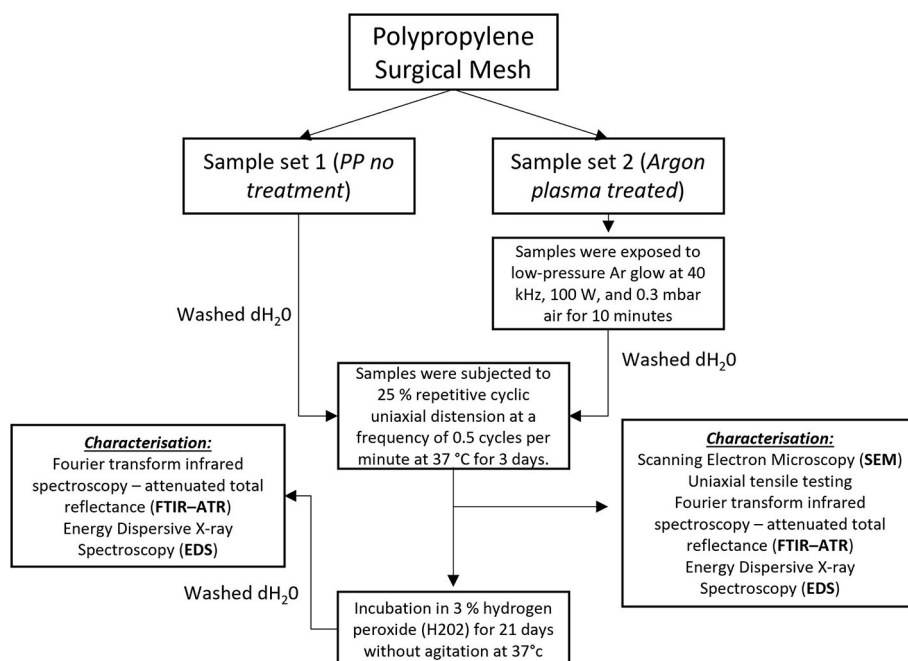 Polypropylene
Surgical Mesh
Sample set 1 (PP no
treatment)
Sample set 2 (Argon
plasma treated)
Samples were exposed to
low-pressure Ar glow at 40
kHz, 100 W, and 0.3 mbar
air for 10 minutes
Washed dH₂0
Washed dH₂0
Samples were subjected to
25 % repetitive cyclic
uniaxial distension at a
frequency of 0.5 cycles per
minute at 37 °C for 3 days.
Characterisation:
Fourier transform infrared
spectroscopy – attenuated total
reflectance (FTIR–ATR)
Energy Dispersive X-ray
Spectroscopy (EDS)
Characterisation:
Scanning Electron Microscopy (SEM)
Uniaxial tensile testing
Fourier transform infrared
spectroscopy – attenuated total
reflectance (FTIR–ATR)
Energy Dispersive X-ray
Spectroscopy (EDS)
Washed dH₂0
Incubation in 3 % hydrogen
peroxide (H202) for 21 days
without agitation at 37°c